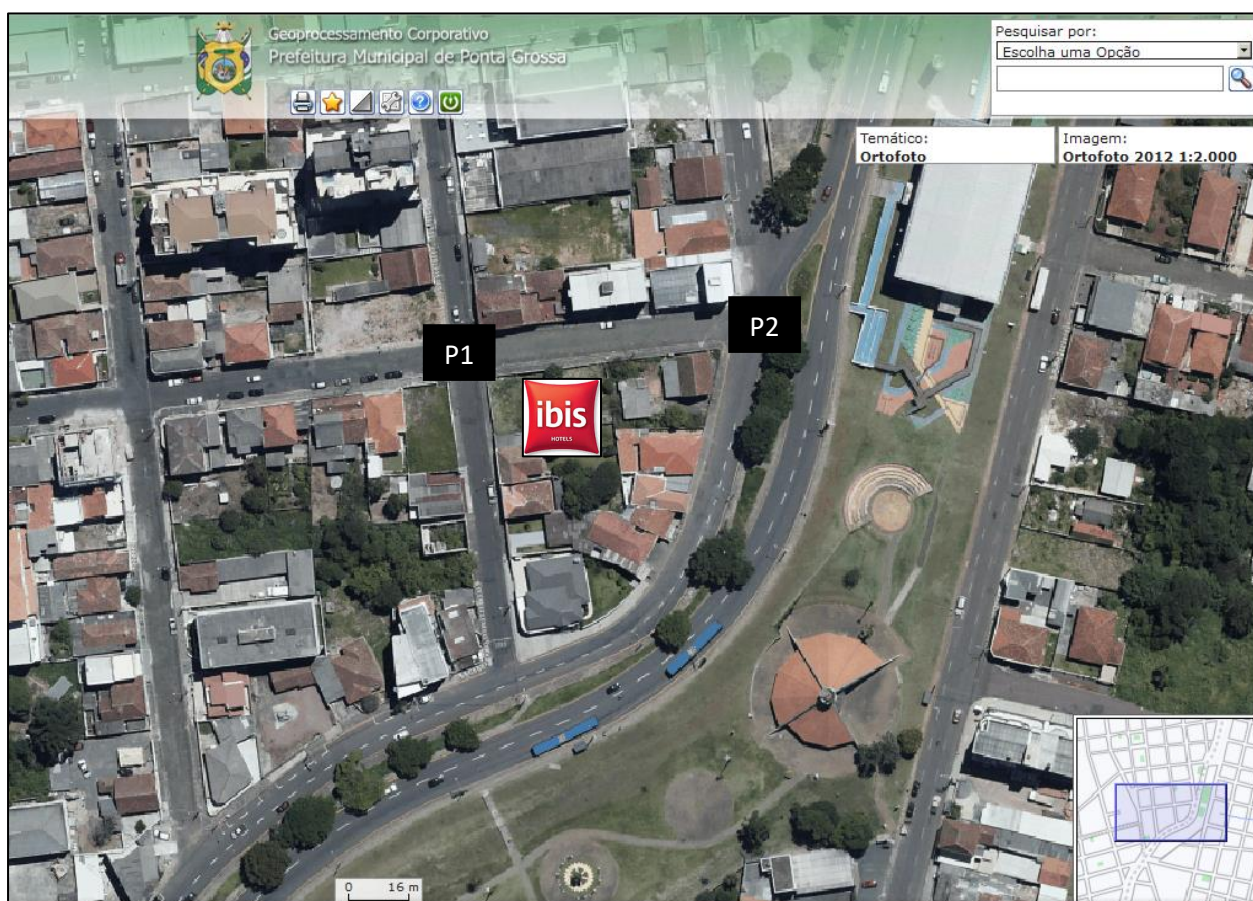 Geoprocessamento Corporativo
Prefeitura Municipal de Ponta Grossa
Pesquisar por:
Escolha uma Opção
Temático:
Ortofoto
Imagem:
Ortofoto 2012 1:2.000
P1
P2
ibis
HOTELS
0 16 m